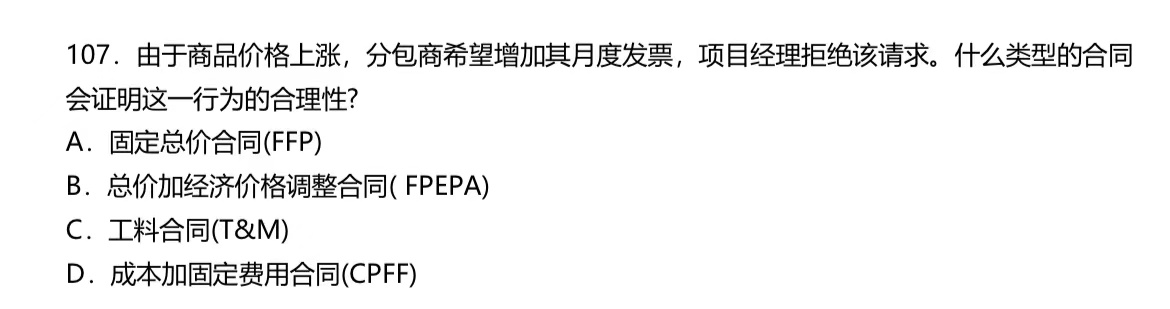 107．由于商品价格上涨，分包商希望增加其月度发票，项目经理拒绝该请求。什么类型的合同
会证明这一行为的合理性?
A．固定总价合同(FFP)
B．总价加经济价格调整合同( FPEPA)
C．工料合同(T&M)
D．成本加固定费用合同(CPFF)